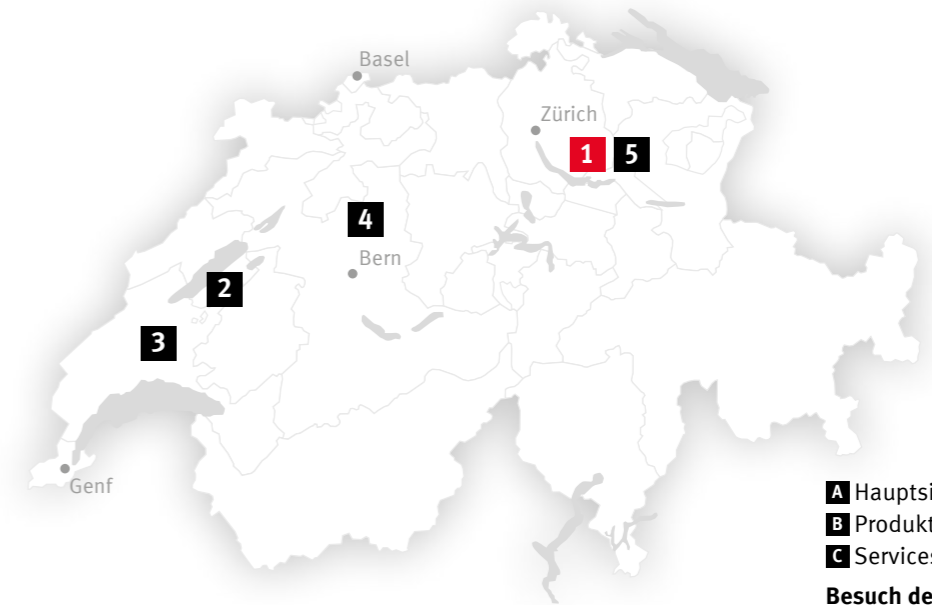 Basel
Zürich
1 5
4
Bern
2
3
Genf
A Hauptsi
B Produkt
C Services
Besuch de